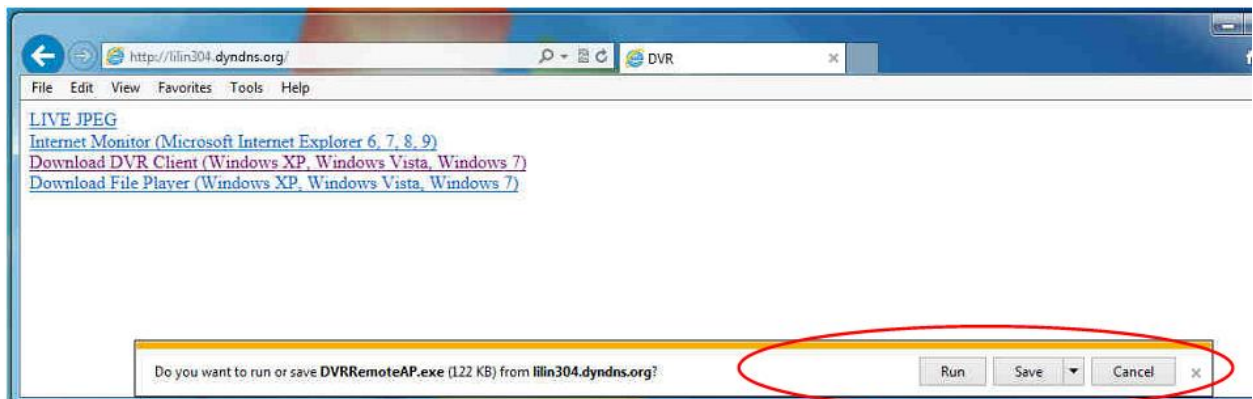 http://lilin304.dyndns.org/
DVR
File Edit View Favorites Tools Help
LIVE JPEG
Internet Monitor (Microsoft Internet Explorer 6, 7, 8, 9)
Download DVR Client (Windows XP, Windows Vista, Windows 7)
Download File Player (Windows XP, Windows Vista, Windows 7)
Do you want to run or save DVRRemoteAP.exe (122 KB) from lilin304.dyndns.org?
Run Save Cancel